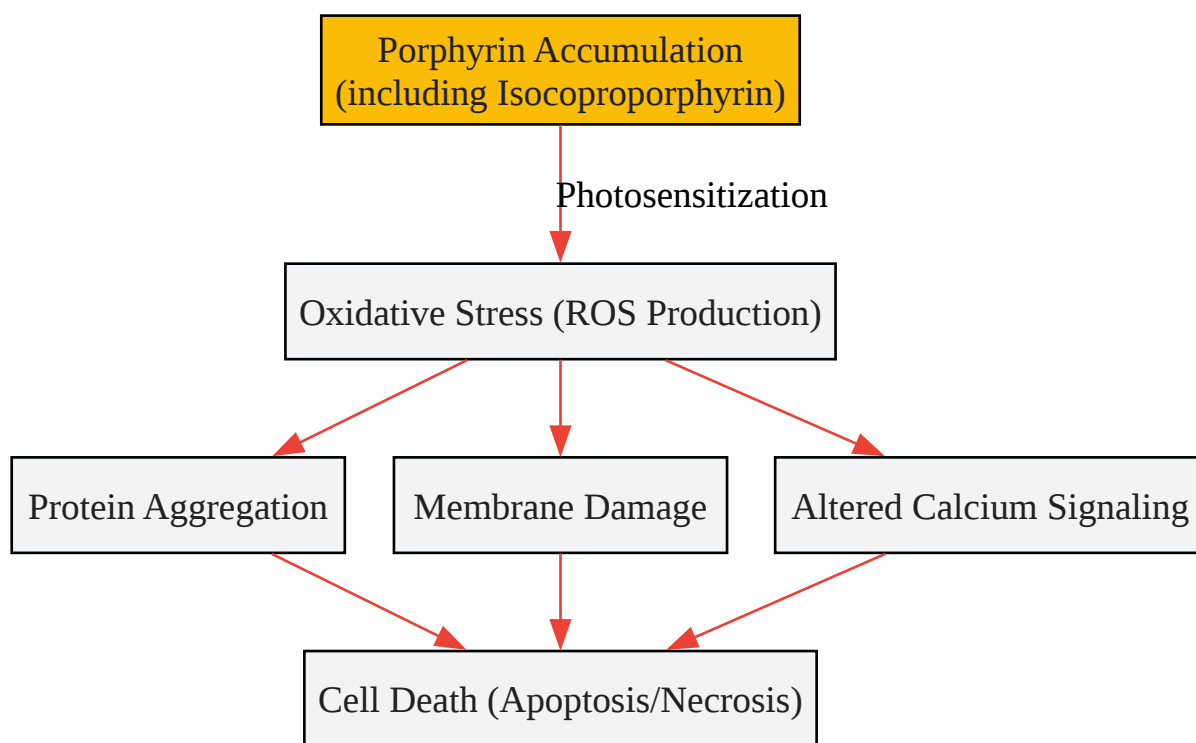 Porphyrin Accumulation
(including Isocoproporphyrin)
Photosensitization
Oxidative Stress (ROS Production)
Protein Aggregation
Membrane Damage
Altered Calcium Signaling
Cell Death (Apoptosis/Necrosis)